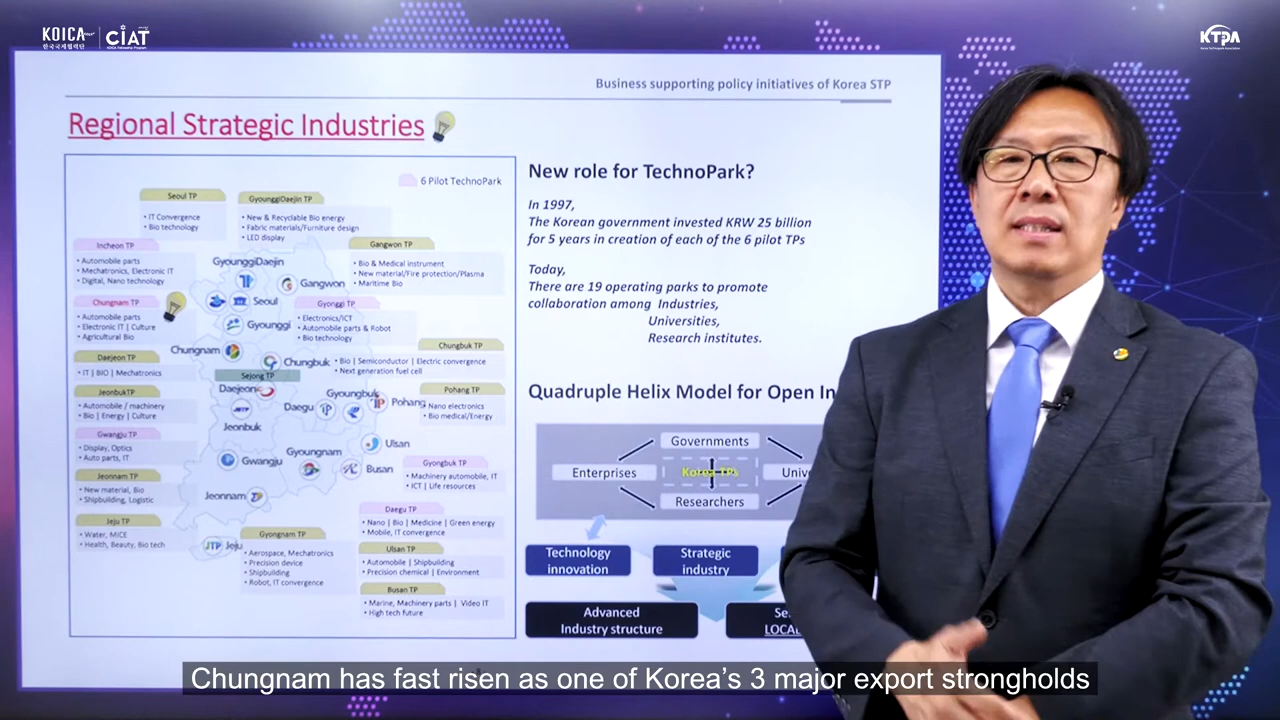 KOICA
한국국제협력단
CIAT
KOICA Fellowship Program
KTPA
Korea Technopark Association
Business supporting policy initiatives of Korea STP
Regional Strategic Industries
6 Pilot TechnoPark
Seoul TP
• IT Convergence
• Bio technology
GyounggiDaejin TP
• New & Recyclable Bio energy
• Fabric materials/Furniture design
• LED display
Incheon TP
• Automobile parts
• Mechatronics, Electronic IT
• Digital, Nano technology
Gangwon TP
• Bio & Medical instrument
• New material/Fire protection/Plasma
• Maritime Bio
Chungnam TP
• Automobile parts
• Electronic IT | Culture
• Agricultural Bio
Gyonggi TP
• Electronics/ICT
• Automobile parts & Robot
• Bio technology
Chungbuk TP
• Bio | Semiconductor | Electric convergence
• Next generation fuel cell
Daejeon TP
• IT | BIO | Mechatronics
Sejong TP
JeonbukTP
• Automobile / machinery
• Bio | Energy | Culture
Pohang TP
• Nano electronics
• Bio medical/Energy
Gwangju TP
• Display, Optics
• Auto parts, IT
Gyongbuk TP
• Machinery automobile, IT
• ICT | Life resources
Jeonnam TP
• New material, Bio
• Shipbuilding, Logistic
Daegu TP
• Nano | Bio | Medicine | Green energy
• Mobile, IT convergence
Jeju TP
• Water, MICE
• Health, Beauty, Bio tech
Gyongnam TP
• Aerospace, Mechatronics
• Precision device
• Shipbuilding
• Robot, IT convergence
Ulsan TP
• Automobile | Shipbuilding
• Precision chemical | Environment
Busan TP
• Marine, Machinery parts | Video IT
• High tech future
GyounggiDaejin
Gangwon
Seoul
Gyounggi
Chungnam
Chungbuk
Daejeon
JBTP
Jeonbuk
Gyoungbuk
Daegu
Pohang
Ulsan
Gyoungnam
Gwangju
Busan
Jeonnam
JTP Jeju
New role for TechnoPark?
In 1997,
The Korean government invested KRW 25 billion
for 5 years in creation of each of the 6 pilot TPs
Today,
There are 19 operating parks to promote
collaboration among Industries,
Universities,
Research institutes.
Quadruple Helix Model for Open In
Governments
Enterprises
Korea TPs
Unive
Researchers
Technology
innovation
Strategic
industry
Advanced
Industry structure
Se
LOCA
Chungnam has fast risen as one of Korea's 3 major export strongholds